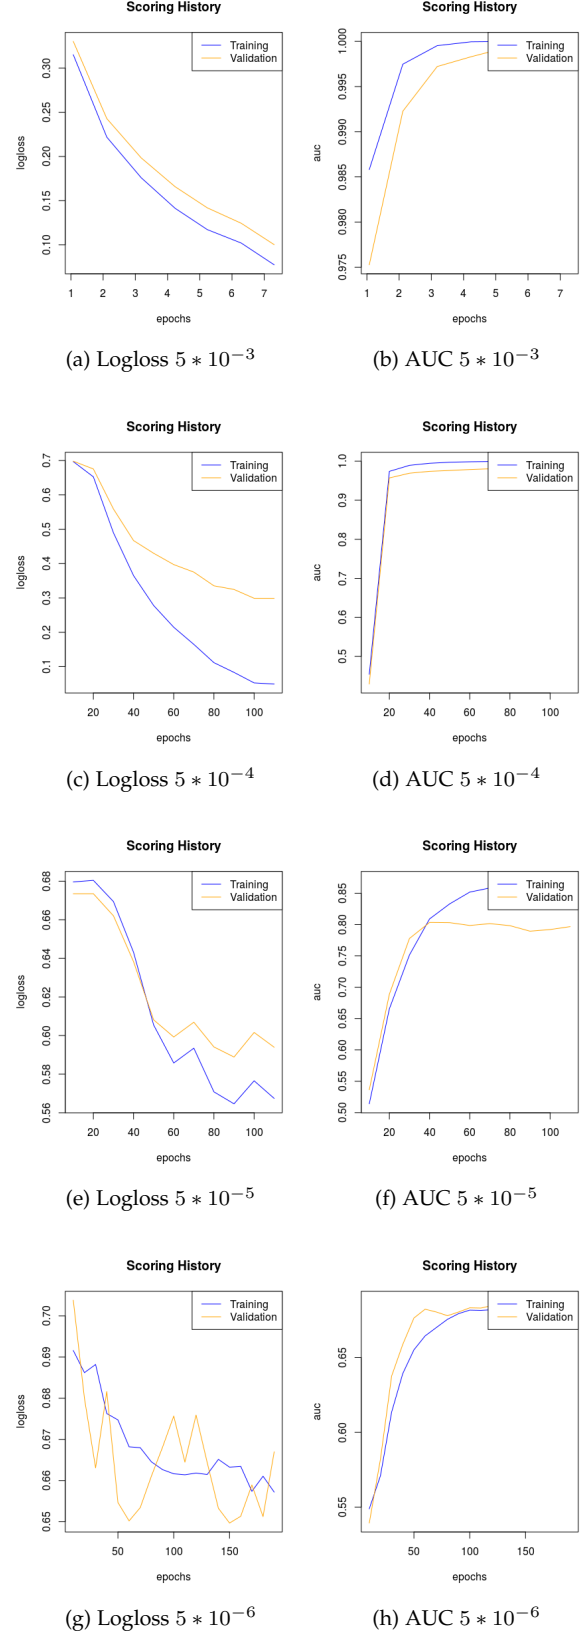 Scoring History
Training
Validation
logloss
0.30
0.25
0.20
0.15
0.10
1 2 3 4 5 6 7
epochs
Scoring History
Training
Validation
auc
1.000
0.995
0.990
0.985
0.980
0.975
1 2 3 4 5 6 7
epochs
(a) Logloss 5 * 10⁻³
(b) AUC 5 * 10⁻³
Scoring History
Training
Validation
logloss
0.7
0.6
0.5
0.4
0.3
0.2
0.1
20 40 60 80 100
epochs
Scoring History
Training
Validation
auc
1.0
0.9
0.8
0.7
0.6
0.5
20 40 60 80 100
epochs
(c) Logloss 5 * 10⁻⁴
(d) AUC 5 * 10⁻⁴
Scoring History
Training
Validation
logloss
0.68
0.66
0.64
0.62
0.60
0.58
0.56
20 40 60 80 100
epochs
Scoring History
Training
Validation
auc
0.85
0.80
0.75
0.70
0.65
0.60
0.55
0.50
20 40 60 80 100
epochs
(e) Logloss 5 * 10⁻⁵
(f) AUC 5 * 10⁻⁵
Scoring History
Training
Validation
logloss
0.70
0.69
0.68
0.67
0.66
0.65
50 100 150
epochs
Scoring History
Training
Validation
auc
0.65
0.60
0.55
50 100 150
epochs
(g) Logloss 5 * 10⁻⁶
(h) AUC 5 * 10⁻⁶